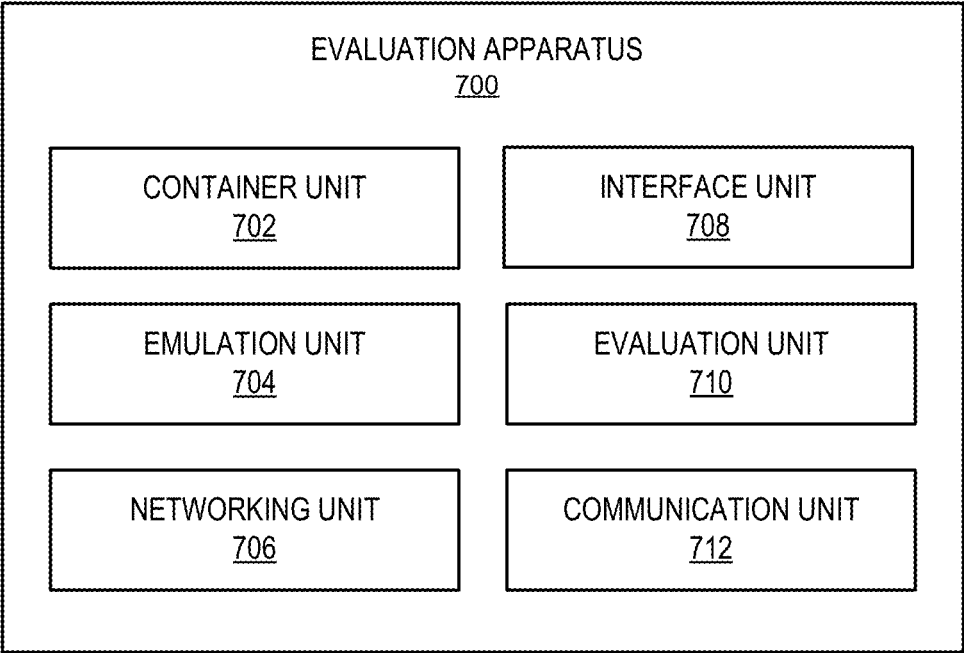 EVALUATION APPARATUS
700
CONTAINER UNIT
702
INTERFACE UNIT
708
EMULATION UNIT
704
EVALUATION UNIT
710
NETWORKING UNIT
706
COMMUNICATION UNIT
712